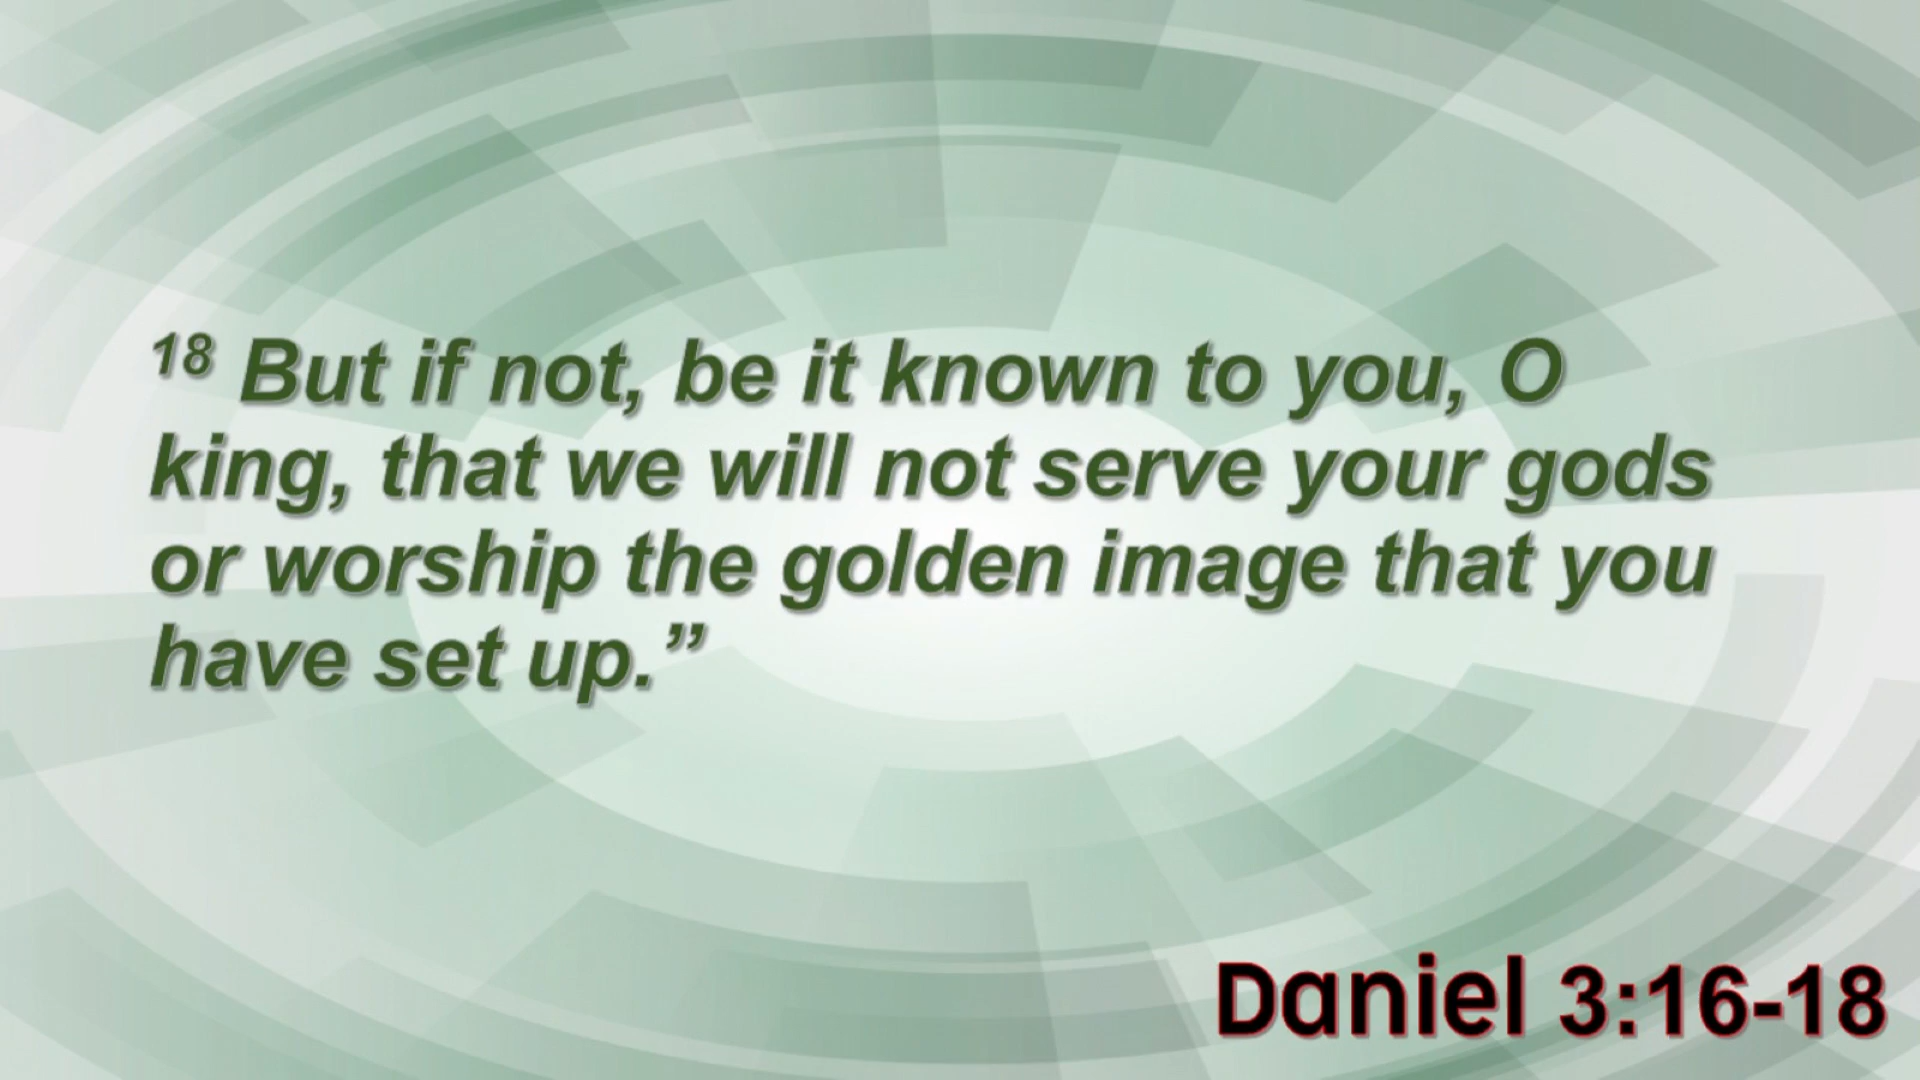 18 But if not, be it known to you, O
king, that we will not serve your gods
or worship the golden image that you
have set up.”
Daniel 3:16-18